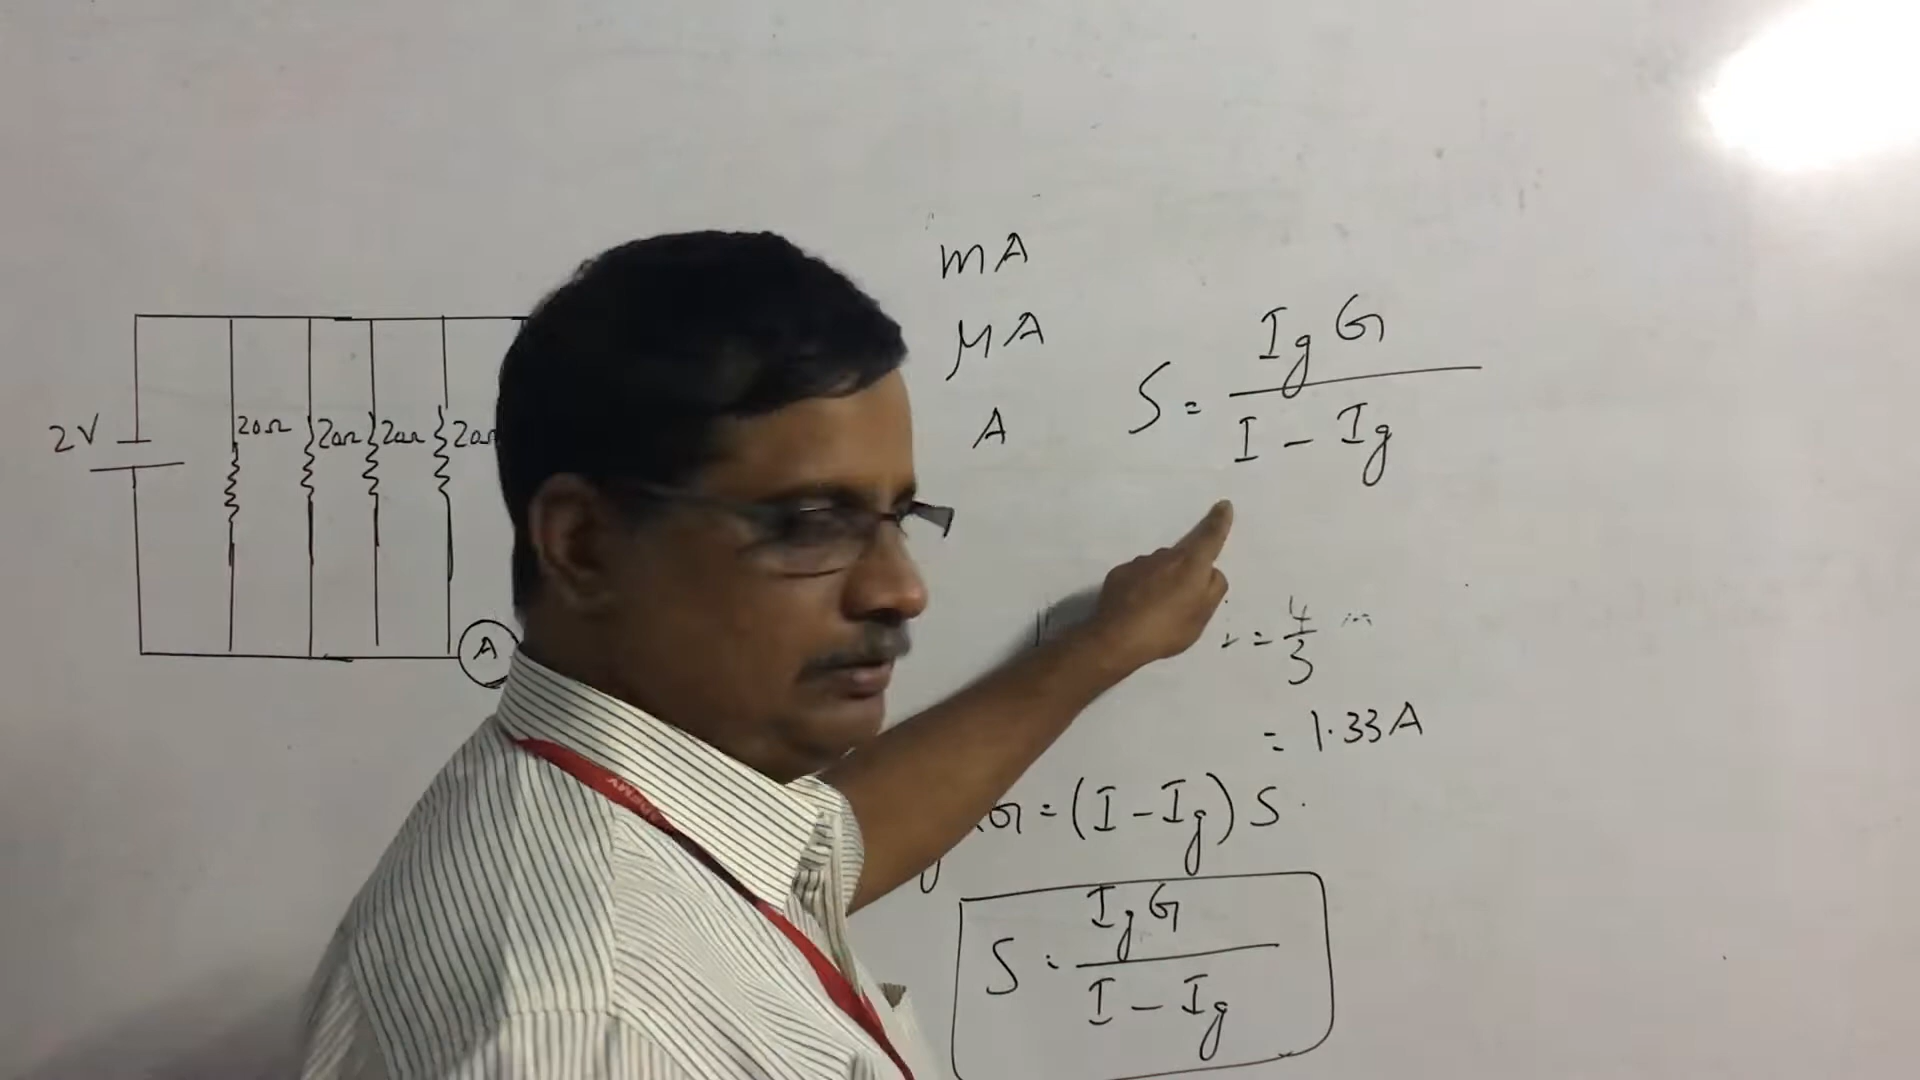 2V
20Ω 20Ω 20Ω 20Ω
A
mA
μA
A
S = IgG / I - Ig
= 4/3
= 1.33A
G = (I - Ig) S
S = IgG / I - Ig